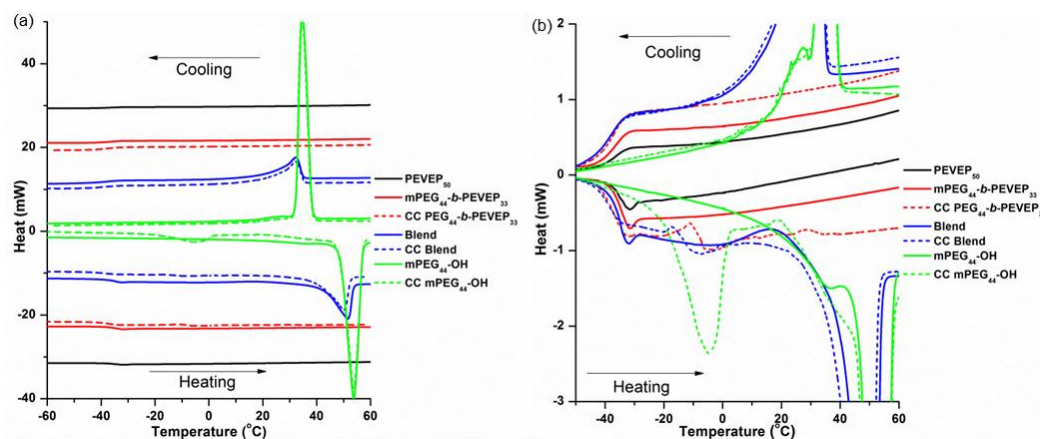 (a)
Cooling
Heating
40
20
0
-20
-40
-60
-40
-20
0
20
40
60
Heat (mW)
Temperature (°C)
PEVEP₅₀
mPEG₄₄-b-PEVEP₃₃
CC PEG₄₄-b-PEVEP₃₃
Blend
CC Blend
mPEG₄₄-OH
CC mPEG₄₄-OH
(b)
Cooling
Heating
2
1
0
-1
-2
-3
-40
-20
0
20
40
60
Heat (mW)
Temperature (°C)
PEVEP₅₀
mPEG₄₄-b-PEVEP₃₃
CC PEG₄₄-b-PEVEP₃₃
Blend
CC Blend
mPEG₄₄-OH
CC mPEG₄₄-OH